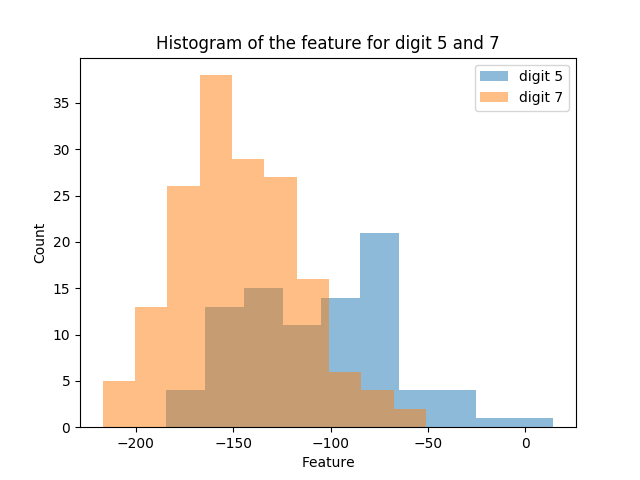 Histogram of the feature for digit 5 and 7
digit 5
digit 7
35
30
25
20
15
10
5
0
Count
−200
−150
−100
−50
0
Feature